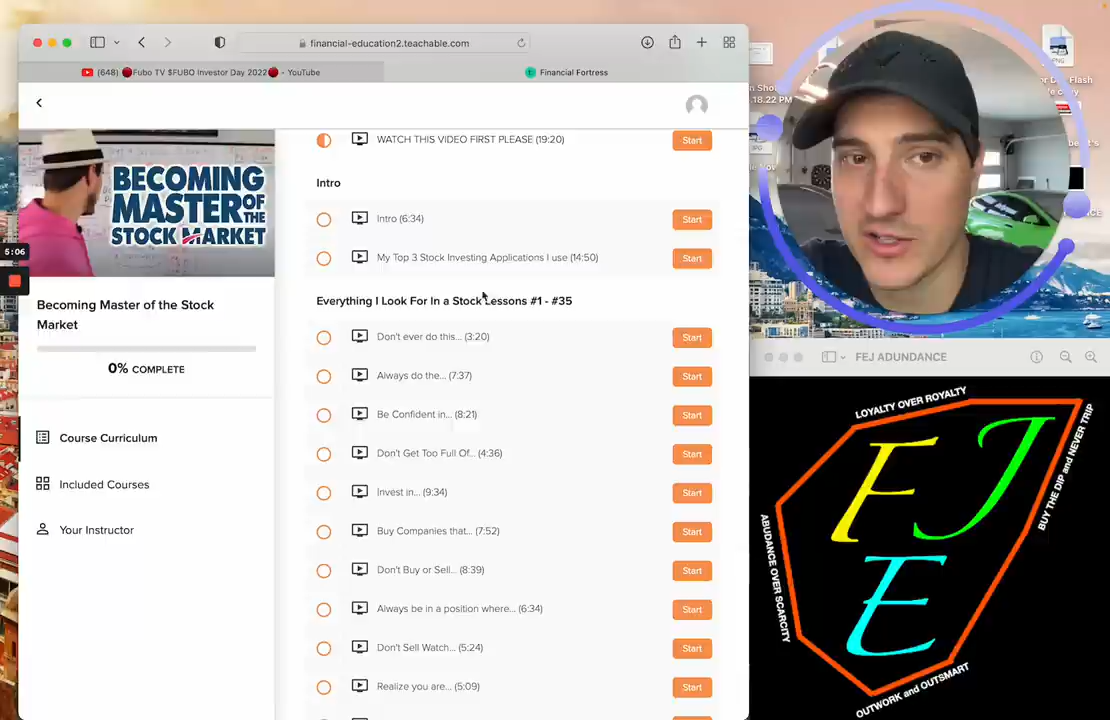 financial-education2.teachable.com
(648) 🔴Fubo TV $FUBO Investor Day 2022🔴 - YouTube
Financial Fortress
WATCH THIS VIDEO FIRST PLEASE (19:20)
Start
Intro
Intro (6:34)
Start
My Top 3 Stock Investing Applications I use (14:50)
Start
Everything I Look For In a Stock Lessons #1 - #35
Don't ever do this... (3:20)
Start
Always do the... (7:37)
Start
Be Confident in... (8:21)
Start
Don't Get Too Full Of... (4:36)
Start
Invest in... (9:34)
Start
Buy Companies that... (7:52)
Start
Don't Buy or Sell... (8:39)
Start
Always be in a position where... (6:34)
Start
Don't Sell Watch... (5:24)
Start
Realize you are... (5:09)
Start
BECOMING
MASTER OF THE
STOCK MARKET
5:06
Becoming Master of the Stock
Market
0% COMPLETE
Course Curriculum
Included Courses
Your Instructor
.18.22 PM
PNG
FEJ ADUNDANCE
LOYALTY OVER ROYALTY
BUY THE DIP and NEVER TRIP
ABUDANCE OVER SCARCITY
OUTWORK and OUTSMART
F J
E